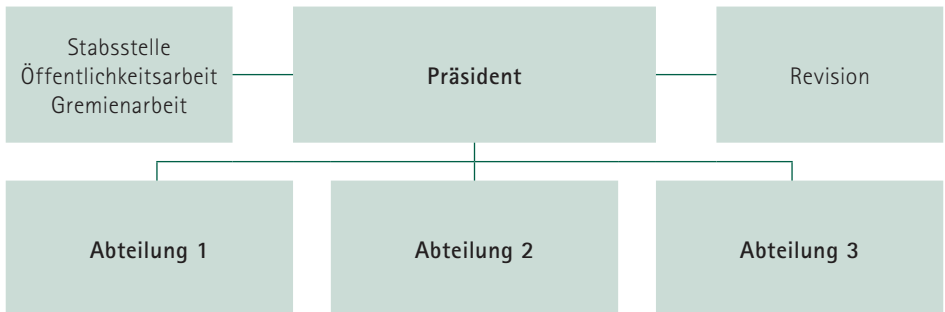 Stabsstelle
Öffentlichkeitsarbeit
Gremienarbeit
Präsident
Revision
Abteilung 1
Abteilung 2
Abteilung 3